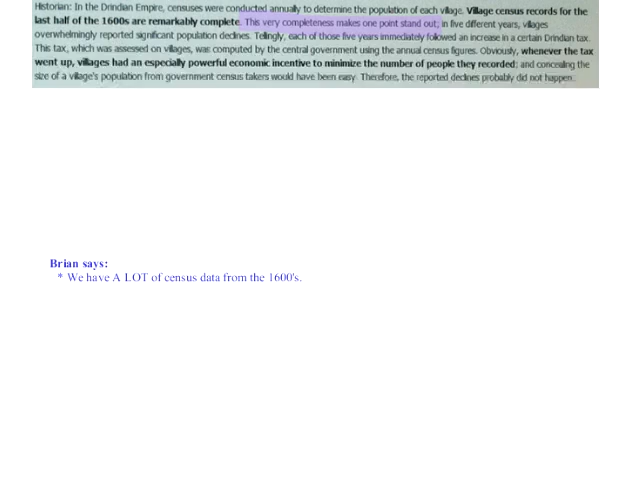 Historian: In the Drindian Empire, censuses were conducted annually to determine the population of each village. Village census records for the
last half of the 1600s are remarkably complete. This very completeness makes one point stand out; in five different years, villages
overwhelmingly reported significant population declines. Tellingly, each of those five years immediately followed an increase in a certain Drindian tax.
This tax, which was assessed on villages, was computed by the central government using the annual census figures. Obviously, whenever the tax
went up, villages had an especially powerful economic incentive to minimize the number of people they recorded; and concealing the
size of a village's population from government census takers would have been easy. Therefore, the reported declines probably did not happen.
Brian says:
* We have A LOT of census data from the 1600's.